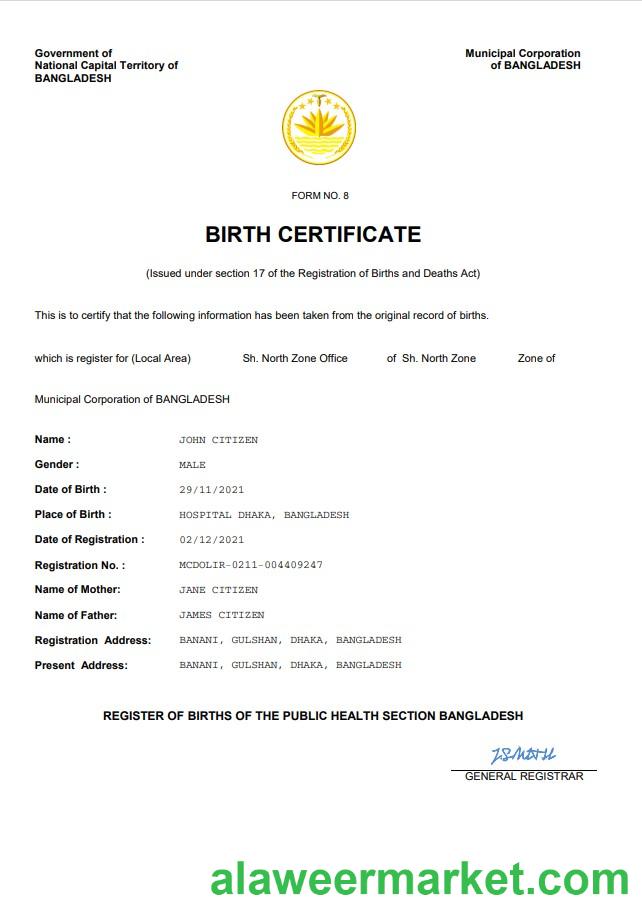 Government of
National Capital Territory of
BANGLADESH
Municipal Corporation
of BANGLADESH
FORM NO. 8
BIRTH CERTIFICATE
(Issued under section 17 of the Registration of Births and Deaths Act)
This is to certify that the following information has been taken from the original record of births.
which is register for (Local Area) Sh. North Zone Office of Sh. North Zone Zone of
Municipal Corporation of BANGLADESH
Name : JOHN CITIZEN
Gender : MALE
Date of Birth : 29/11/2021
Place of Birth : HOSPITAL DHAKA, BANGLADESH
Date of Registration : 02/12/2021
Registration No. : MCDOLIR-0211-004409247
Name of Mother: JANE CITIZEN
Name of Father: JAMES CITIZEN
Registration Address: BANANI, GULSHAN, DHAKA, BANGLADESH
Present Address: BANANI, GULSHAN, DHAKA, BANGLADESH
REGISTER OF BIRTHS OF THE PUBLIC HEALTH SECTION BANGLADESH
GENERAL REGISTRAR
alaweermarket.com